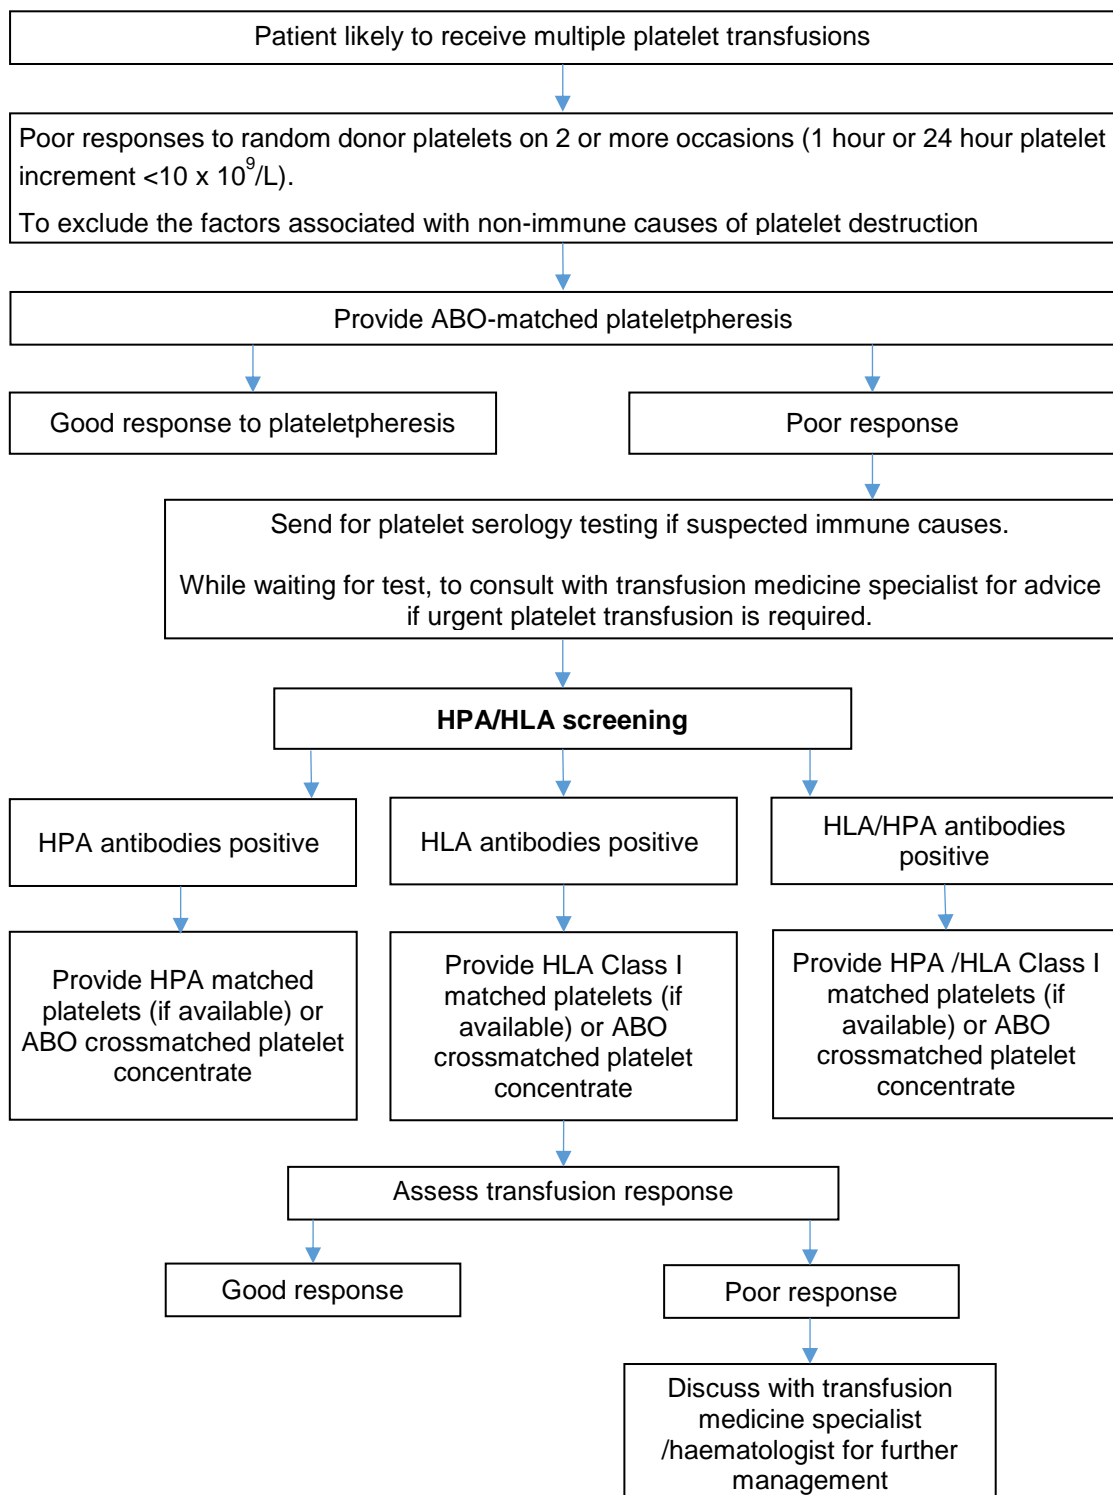 Patient likely to receive multiple platelet transfusions
Poor responses to random donor platelets on 2 or more occasions (1 hour or 24 hour platelet
increment <10 x 10⁹/L).
To exclude the factors associated with non-immune causes of platelet destruction
Provide ABO-matched plateletpheresis
Good response to plateletpheresis
Poor response
Send for platelet serology testing if suspected immune causes.
While waiting for test, to consult with transfusion medicine specialist for advice
if urgent platelet transfusion is required.
HPA/HLA screening
HPA antibodies positive
HLA antibodies positive
HLA/HPA antibodies
positive
Provide HPA matched
platelets (if available) or
ABO crossmatched platelet
concentrate
Provide HLA Class I
matched platelets (if
available) or ABO
crossmatched platelet
concentrate
Provide HPA /HLA Class I
matched platelets (if
available) or ABO
crossmatched platelet
concentrate
Assess transfusion response
Good response
Poor response
Discuss with transfusion
medicine specialist
/haematologist for further
management